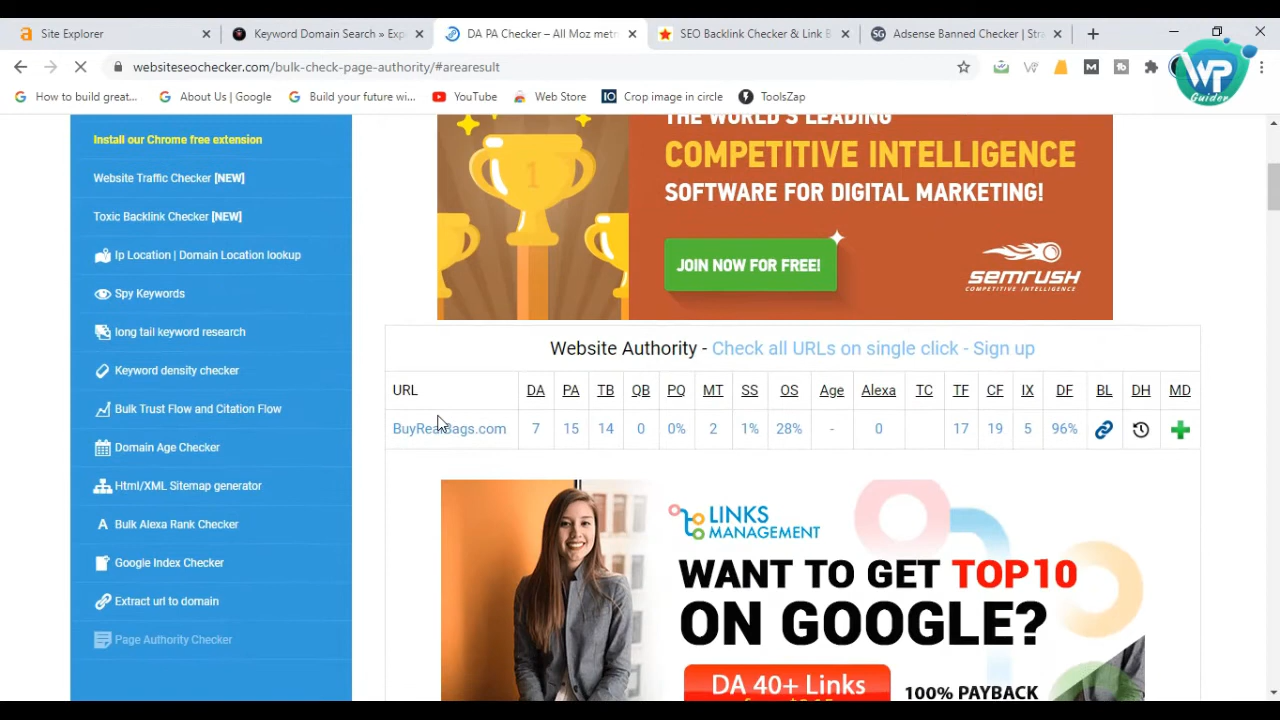 Site Explorer
Keyword Domain Search » Exp
DA PA Checker – All Moz metr
SEO Backlink Checker & Link B
SG Adsense Banned Checker | Stra
websiteseochecker.com/bulk-check-page-authority/#arearesult
How to build great...
About Us | Google
Build your future wi...
YouTube
Web Store
IO Crop image in circle
ToolsZap
WP
Guider
Install our Chrome free extension
Website Traffic Checker [NEW]
Toxic Backlink Checker [NEW]
Ip Location | Domain Location lookup
Spy Keywords
long tail keyword research
Keyword density checker
Bulk Trust Flow and Citation Flow
Domain Age Checker
Html/XML Sitemap generator
A Bulk Alexa Rank Checker
Google Index Checker
Extract url to domain
Page Authority Checker
1
THE WORLD'S LEADING
COMPETITIVE INTELLIGENCE
SOFTWARE FOR DIGITAL MARKETING!
JOIN NOW FOR FREE!
SEMRUSH
COMPETITIVE INTELLIGENCE
Website Authority - Check all URLs on single click - Sign up
URL DA PA TB QB PQ MT SS OS Age Alexa TC TF CF IX DF BL DH MD
7 15 14 0 0% 2 1% 28% - 0 17 19 5 96%
LINKS
MANAGEMENT
WANT TO GET TOP10
ON GOOGLE?
DA 40+ Links
100% PAYBACK